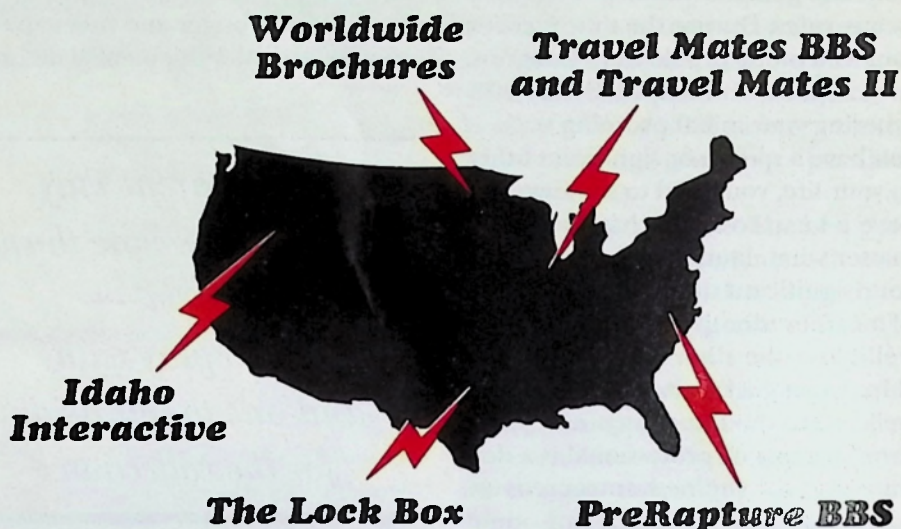 Worldwide
Brochures
Travel Mates BBS
and Travel Mates II
Idaho
Interactive
The Lock Box
PreRapture BBS